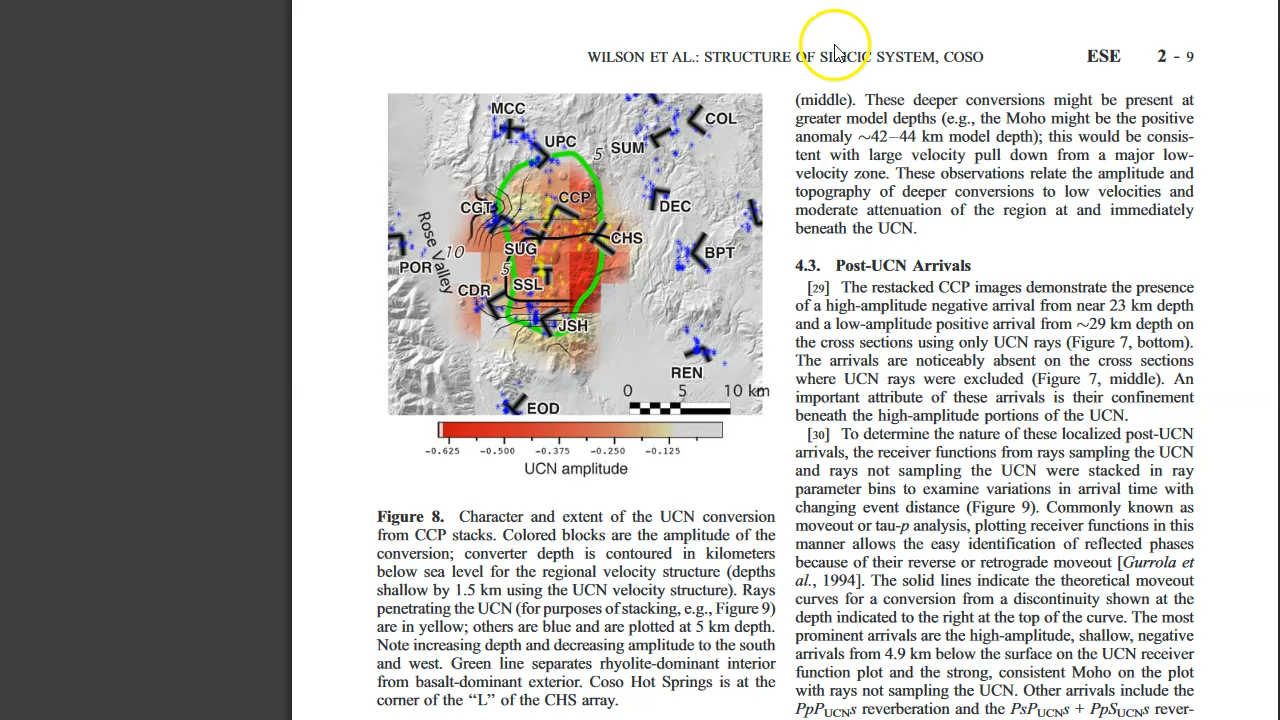 WILSON ET AL.: STRUCTURE OF SILICIC SYSTEM, COSO ESE 2 - 9
MCC
COL
UPC
5
SUM
CCP
DEC
CGT
CHS
Rose Valley
10
SUG
BPT
POR
5
SSL
CDR
JSH
REN
0 5 10 km
EOD
-0.625 -0.500 -0.375 -0.250 -0.125
UCN amplitude
Figure 8. Character and extent of the UCN conversion
from CCP stacks. Colored blocks are the amplitude of the
conversion; converter depth is contoured in kilometers
below sea level for the regional velocity structure (depths
shallow by 1.5 km using the UCN velocity structure). Rays
penetrating the UCN (for purposes of stacking, e.g., Figure 9)
are in yellow; others are blue and are plotted at 5 km depth.
Note increasing depth and decreasing amplitude to the south
and west. Green line separates rhyolite-dominant interior
from basalt-dominant exterior. Coso Hot Springs is at the
corner of the “L” of the CHS array.
(middle). These deeper conversions might be present at
greater model depths (e.g., the Moho might be the positive
anomaly ~42–44 km model depth); this would be consis-
tent with large velocity pull down from a major low-
velocity zone. These observations relate the amplitude and
topography of deeper conversions to low velocities and
moderate attenuation of the region at and immediately
beneath the UCN.
4.3. Post-UCN Arrivals
[29] The restacked CCP images demonstrate the presence
of a high-amplitude negative arrival from near 23 km depth
and a low-amplitude positive arrival from ~29 km depth on
the cross sections using only UCN rays (Figure 7, bottom).
The arrivals are noticeably absent on the cross sections
where UCN rays were excluded (Figure 7, middle). An
important attribute of these arrivals is their confinement
beneath the high-amplitude portions of the UCN.
[30] To determine the nature of these localized post-UCN
arrivals, the receiver functions from rays sampling the UCN
and rays not sampling the UCN were stacked in ray
parameter bins to examine variations in arrival time with
changing event distance (Figure 9). Commonly known as
moveout or tau-p analysis, plotting receiver functions in this
manner allows the easy identification of reflected phases
because of their reverse or retrograde moveout [Gurrola et
al., 1994]. The solid lines indicate the theoretical moveout
curves for a conversion from a discontinuity shown at the
depth indicated to the right at the top of the curve. The most
prominent arrivals are the high-amplitude, shallow, negative
arrivals from 4.9 km below the surface on the UCN receiver
function plot and the strong, consistent Moho on the plot
with rays not sampling the UCN. Other arrivals include the
PpPUCNs reverberation and the PsPUCNs + PpSUCNs rever-